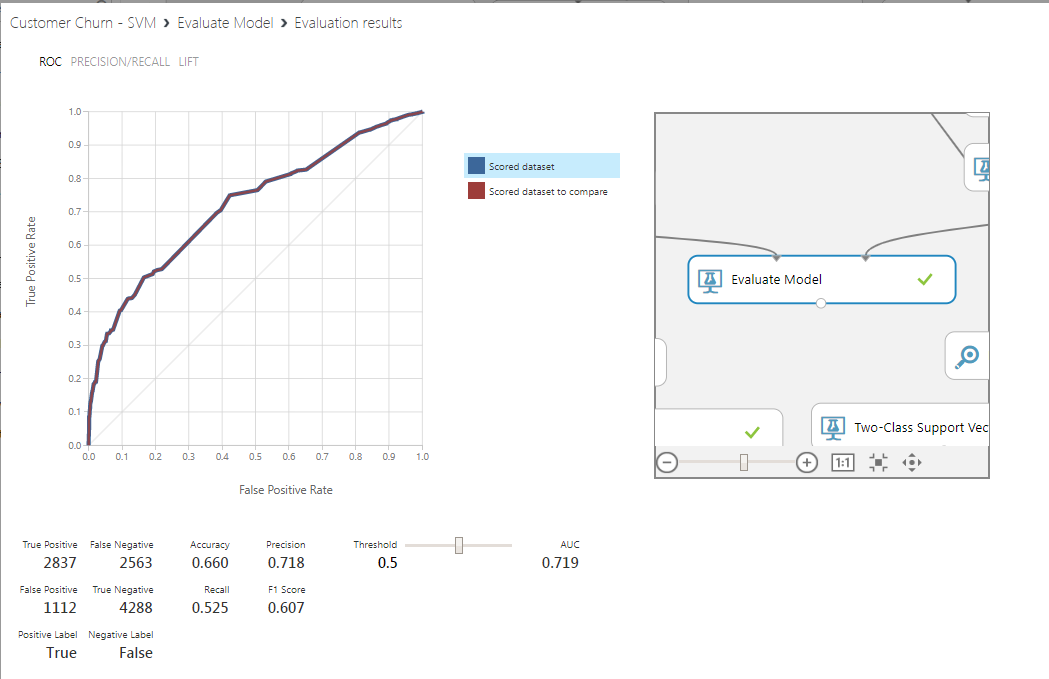 Customer Churn - SVM › Evaluate Model › Evaluation results
ROC PRECISION/RECALL LIFT
True Positive Rate
1.0
0.9
0.8
0.7
0.6
0.5
0.4
0.3
0.2
0.1
0.0
0.0 0.1 0.2 0.3 0.4 0.5 0.6 0.7 0.8 0.9 1.0
False Positive Rate
Scored dataset
Scored dataset to compare
Evaluate Model
Two-Class Support Vec
1:1
True Positive False Negative Accuracy Precision Threshold AUC
2837 2563 0.660 0.718 0.5 0.719
False Positive True Negative Recall F1 Score
1112 4288 0.525 0.607
Positive Label Negative Label
True False